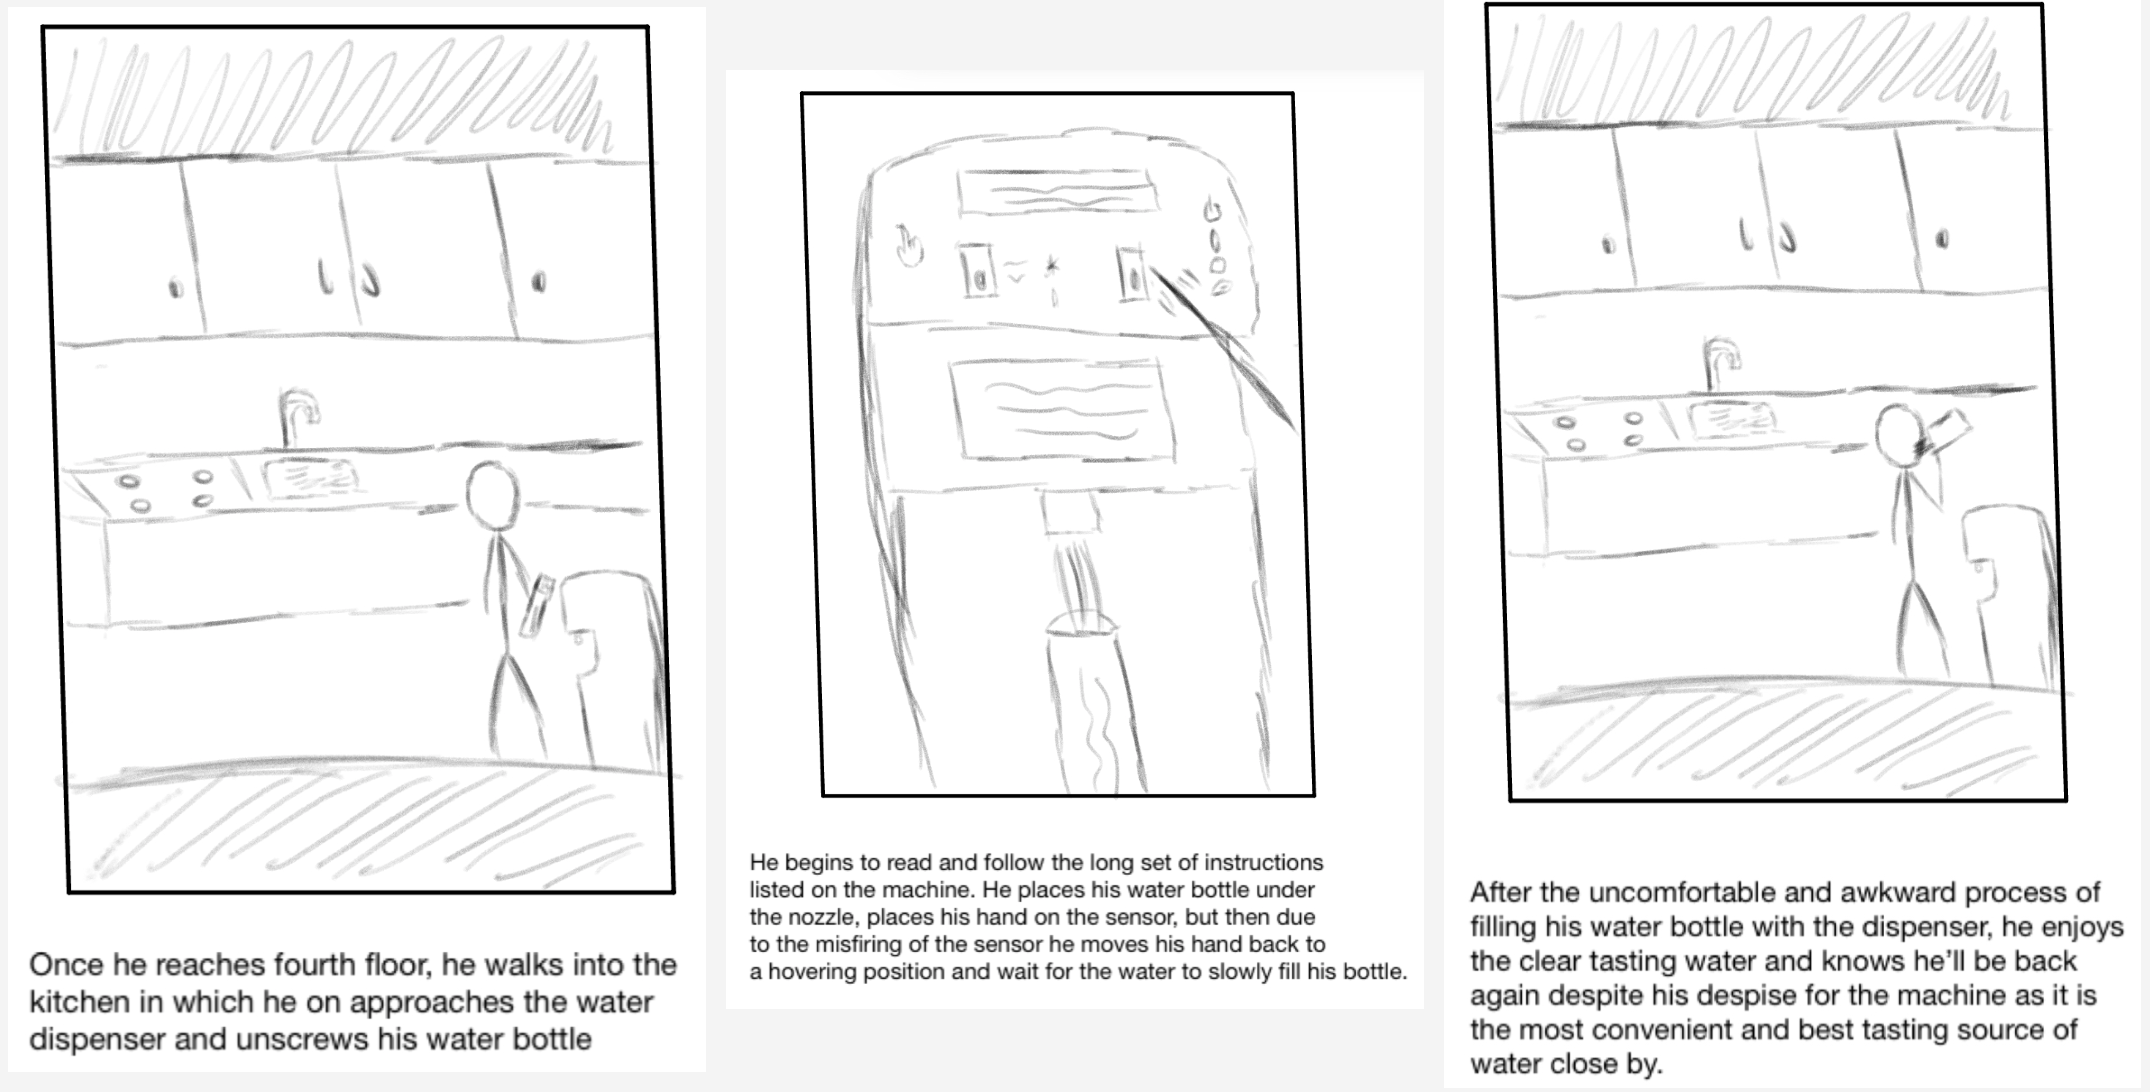 Once he reaches fourth floor, he walks into the
kitchen in which he on approaches the water
dispenser and unscrews his water bottle
He begins to read and follow the long set of instructions
listed on the machine. He places his water bottle under
the nozzle, places his hand on the sensor, but then due
to the misfiring of the sensor he moves his hand back to
a hovering position and wait for the water to slowly fill his bottle.
After the uncomfortable and awkward process of
filling his water bottle with the dispenser, he enjoys
the clear tasting water and knows he'll be back
again despite his despise for the machine as it is
the most convenient and best tasting source of
water close by.